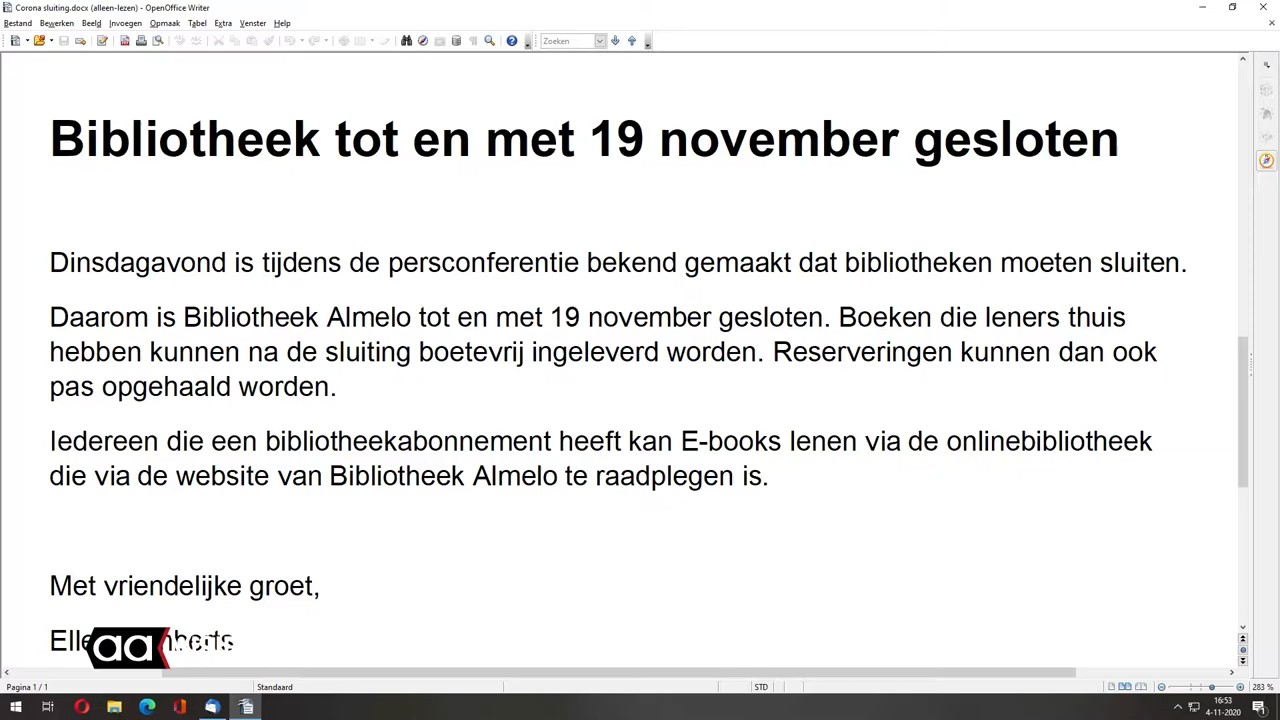 Corona sluiting.docx (alleen-lezen) - OpenOffice Writer
Bestand Bewerken Beeld Invoegen Opmaak Tabel Extra Venster Help
Zoeken
Bibliotheek tot en met 19 november gesloten
Dinsdagavond is tijdens de persconferentie bekend gemaakt dat bibliotheken moeten sluiten.
Daarom is Bibliotheek Almelo tot en met 19 november gesloten. Boeken die leners thuis
hebben kunnen na de sluiting boetevrij ingeleverd worden. Reserveringen kunnen dan ook
pas opgehaald worden.
Iedereen die een bibliotheekabonnement heeft kan E-books lenen via de onlinebibliotheek
die via de website van Bibliotheek Almelo te raadplegen is.
Met vriendelijke groet,
aa
Pagina 1 / 1 Standaard STD 283 %
16:53
4-11-2020